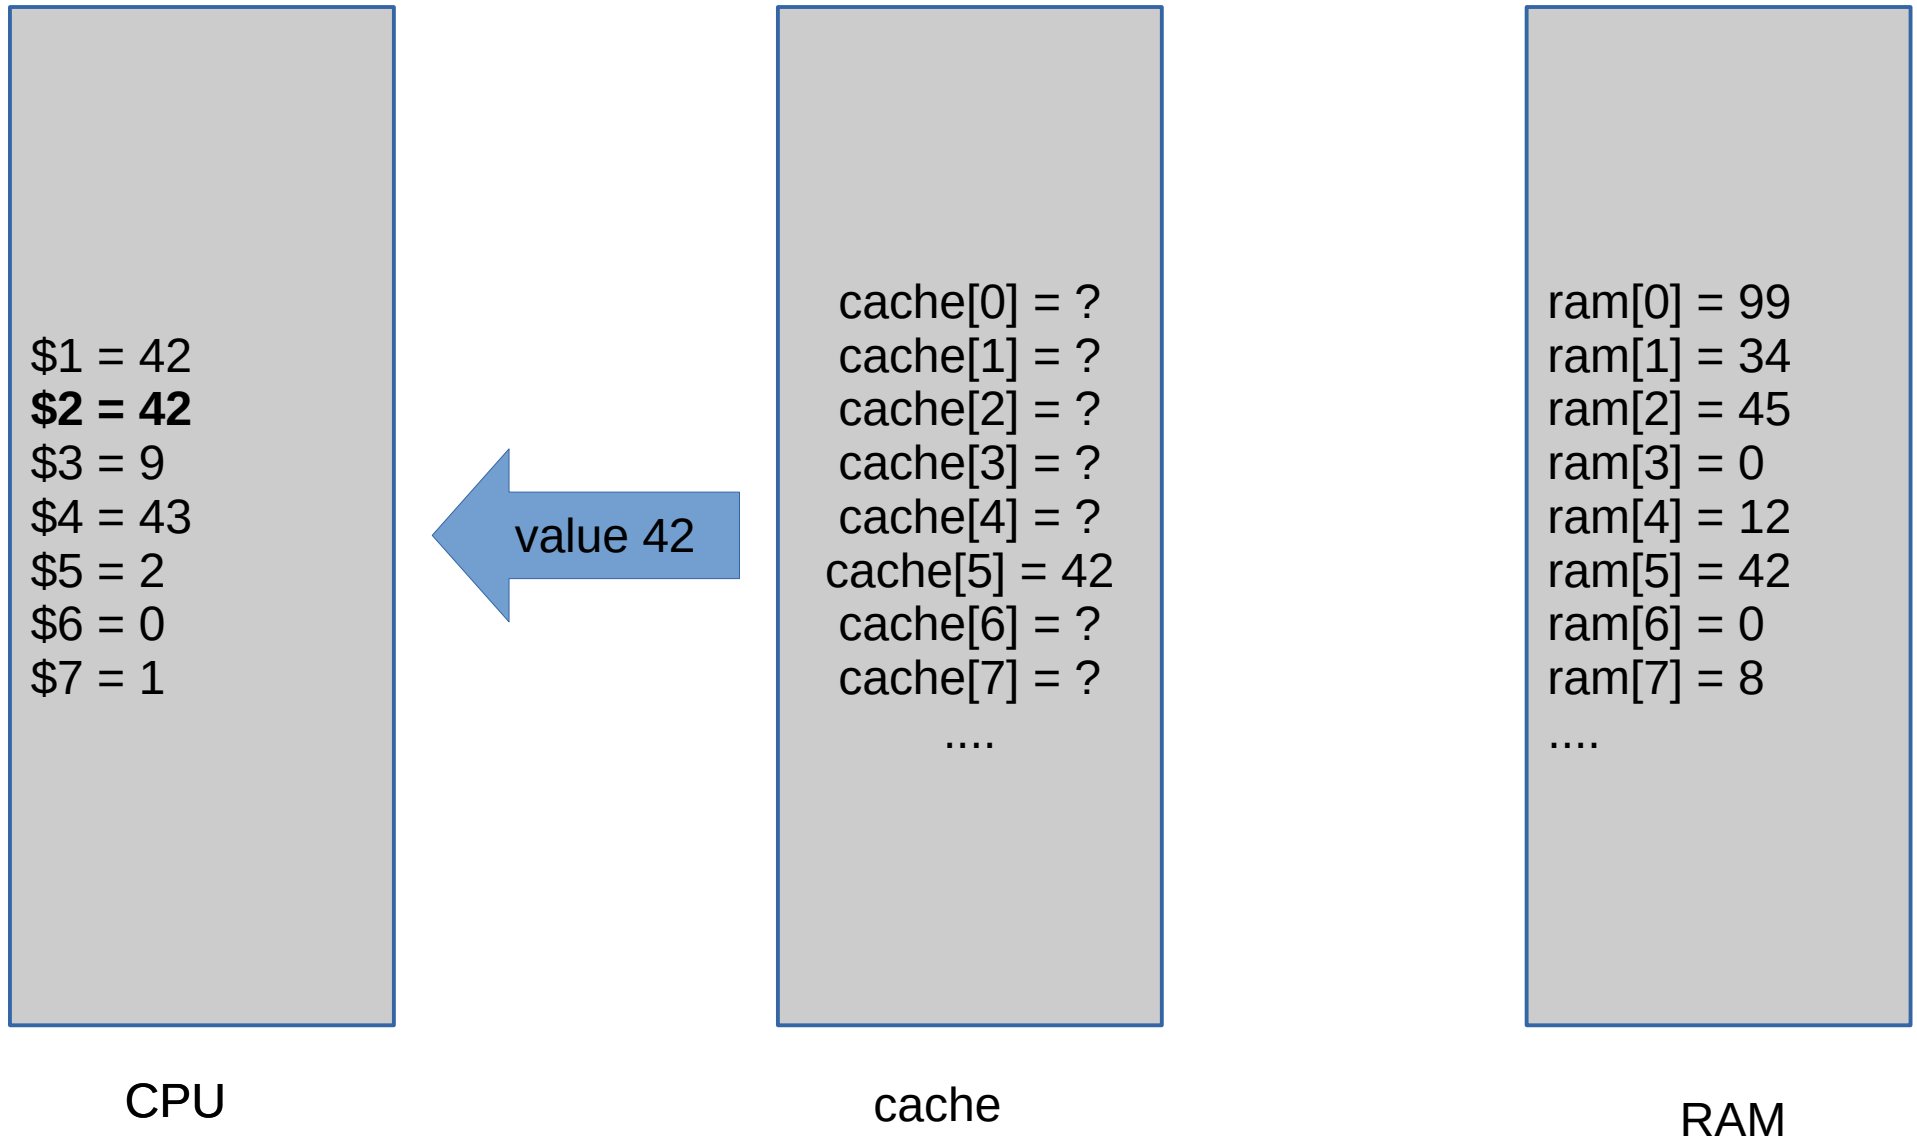 $1 = 42
$2 = 42
$3 = 9
$4 = 43
$5 = 2
$6 = 0
$7 = 1
value 42
cache[0] = ?
cache[1] = ?
cache[2] = ?
cache[3] = ?
cache[4] = ?
cache[5] = 42
cache[6] = ?
cache[7] = ?
....
ram[0] = 99
ram[1] = 34
ram[2] = 45
ram[3] = 0
ram[4] = 12
ram[5] = 42
ram[6] = 0
ram[7] = 8
....
CPU
cache
RAM